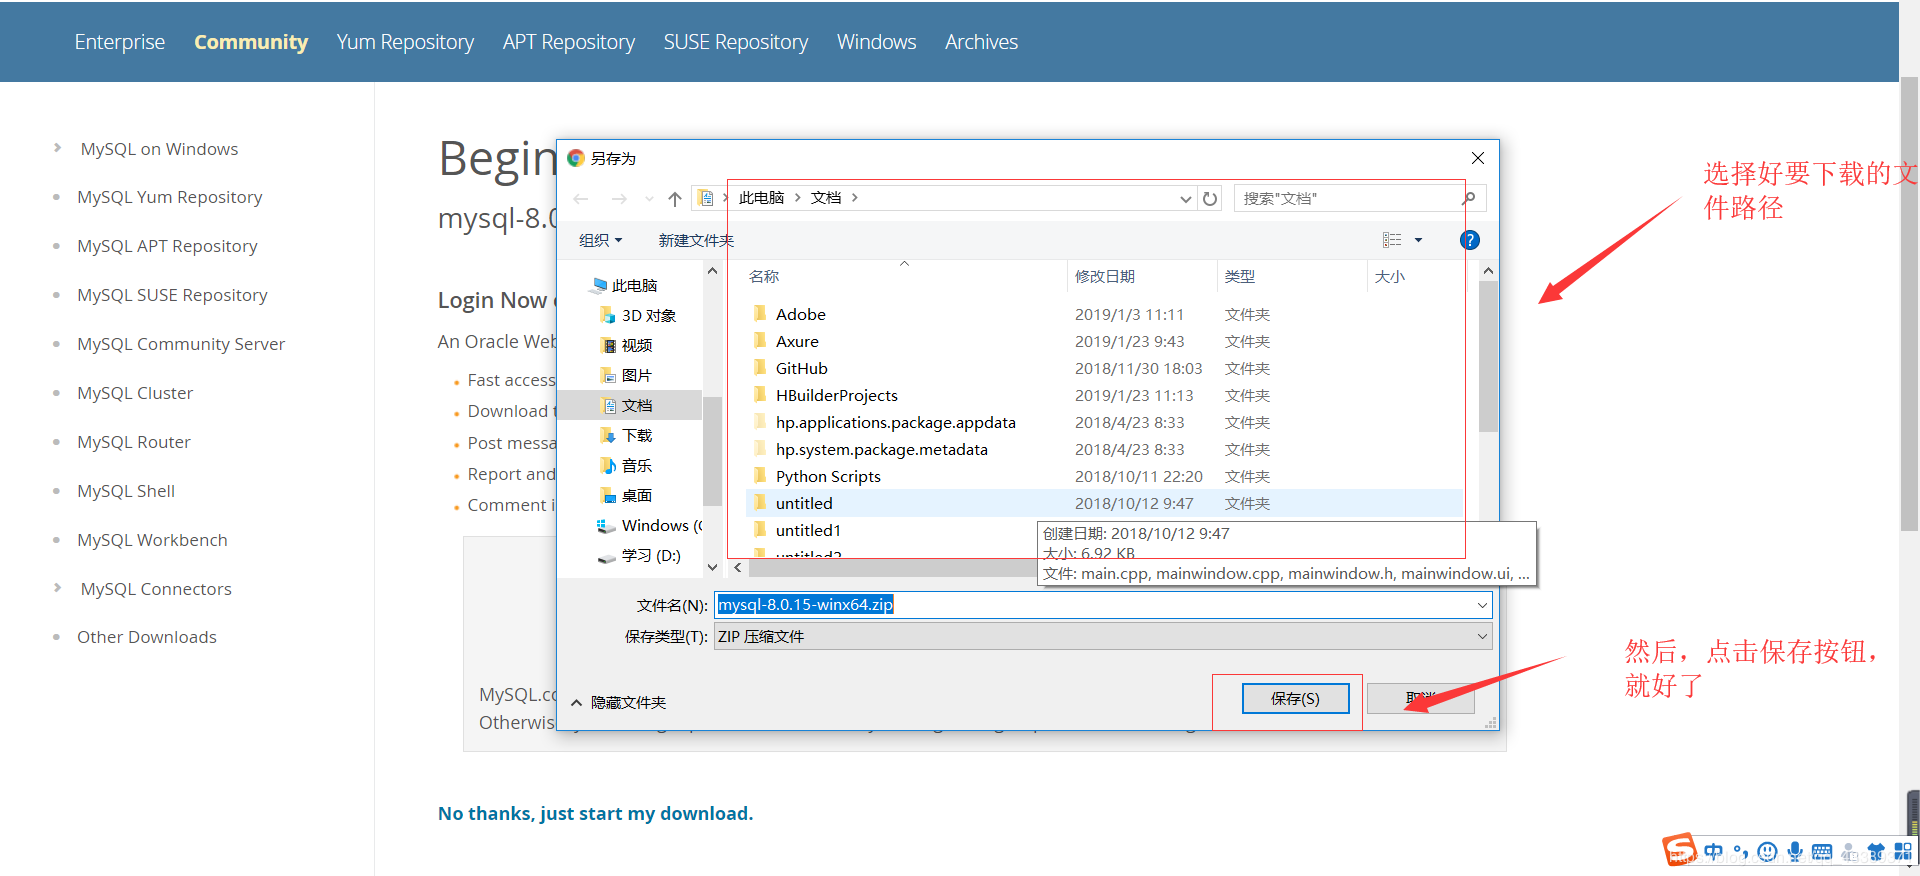 Enterprise Community Yum Repository APT Repository SUSE Repository Windows Archives
MySQL on Windows
MySQL Yum Repository
MySQL APT Repository
MySQL SUSE Repository
MySQL Community Server
MySQL Cluster
MySQL Router
MySQL Shell
MySQL Workbench
MySQL Connectors
Other Downloads
Begin
mysql-8.0
Login Now
An Oracle Web
Fast access
Download
Post messa
Report and
Comment i
MySQL.co
Otherwis
No thanks, just start my download.
另存为
此电脑 文档
搜索"文档"
组织 新建文件夹
此电脑
3D 对象
视频
图片
文档
下载
音乐
桌面
Windows (
学习 (D:)
名称 修改日期 类型 大小
Adobe 2019/1/3 11:11 文件夹
Axure 2019/1/23 9:43 文件夹
GitHub 2018/11/30 18:03 文件夹
HBuilderProjects 2019/1/23 11:13 文件夹
hp.applications.package.appdata 2018/4/23 8:33 文件夹
hp.system.package.metadata 2018/4/23 8:33 文件夹
Python Scripts 2018/10/11 22:20 文件夹
untitled 2018/10/12 9:47 文件夹
untitled1
untitled2
创建日期: 2018/10/12 9:47
大小: 6.92 KB
文件: main.cpp, mainwindow.cpp, mainwindow.h, mainwindow.ui, ...
文件名(N): mysql-8.0.15-winx64.zip
保存类型(T): ZIP 压缩文件
隐藏文件夹
保存(S) 取消
选择好要下载的文
件路径
然后，点击保存按钮，
就好了
中